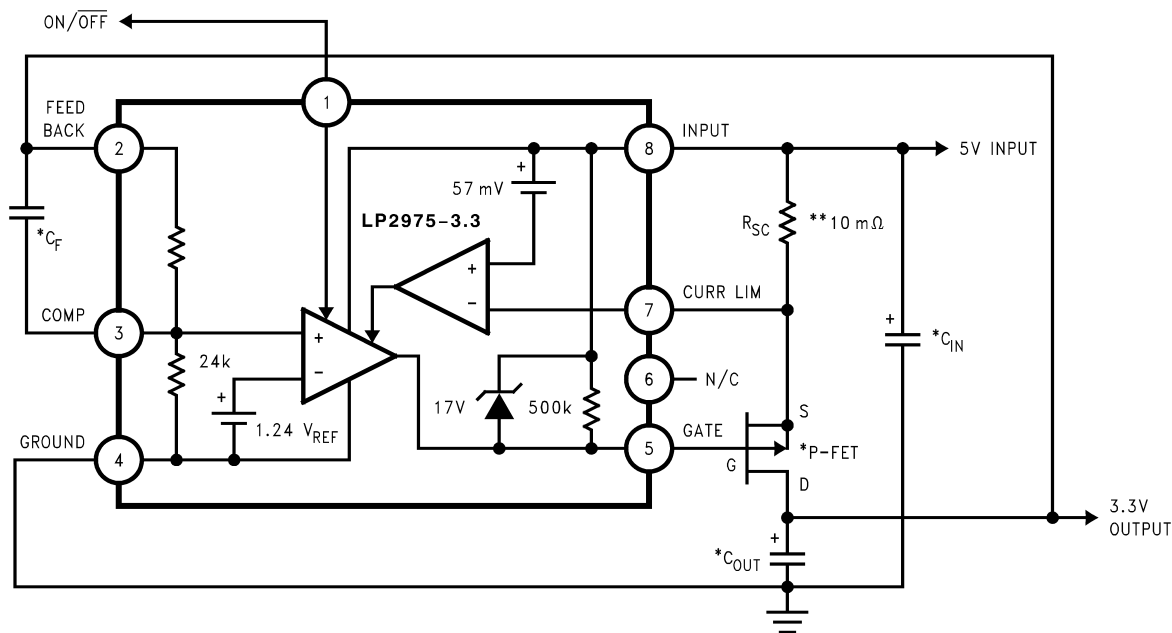 ON/OFF
FEED
BACK
1
INPUT
2
8
5V INPUT
+
57 mV
LP2975-3.3
R_SC
**10 mΩ
*C_F
+
COMP
CURR LIM
−
3
7
+
+
*C_IN
24k
−
6
N/C
+
17V
500k
S
1.24 V_REF
GROUND
GATE
4
5
*P-FET
G
D
3.3V
OUTPUT
+
*C_OUT